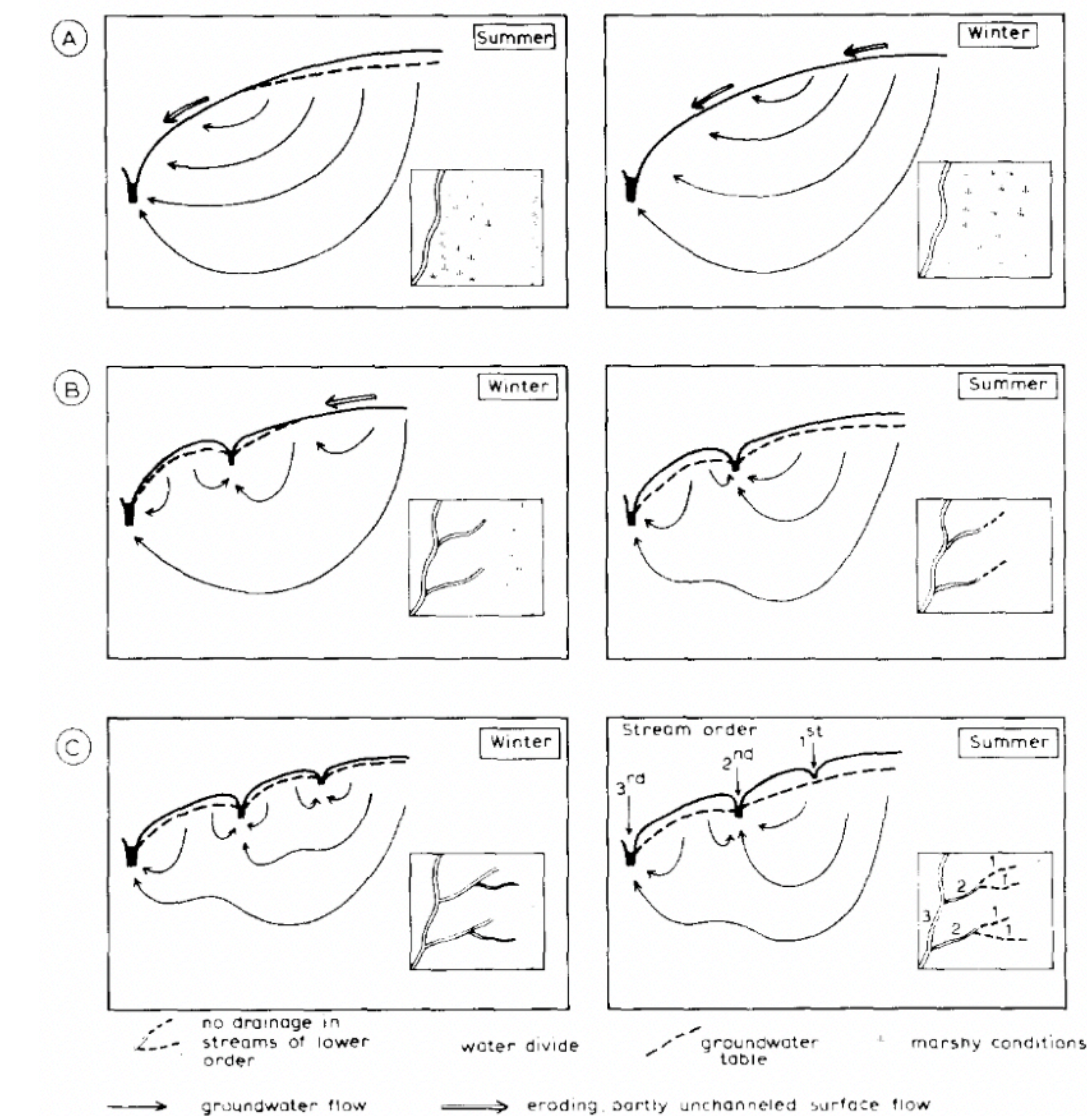 A
Summer
Winter
B
Winter
Summer
C
Winter
Stream order
3rd
2nd
1st
Summer
1
1
2
3
1
2
1
no drainage in
streams of lower
order
water divide
groundwater
table
marshy conditions
groundwater flow
eroding, partly unchanneled surface flow